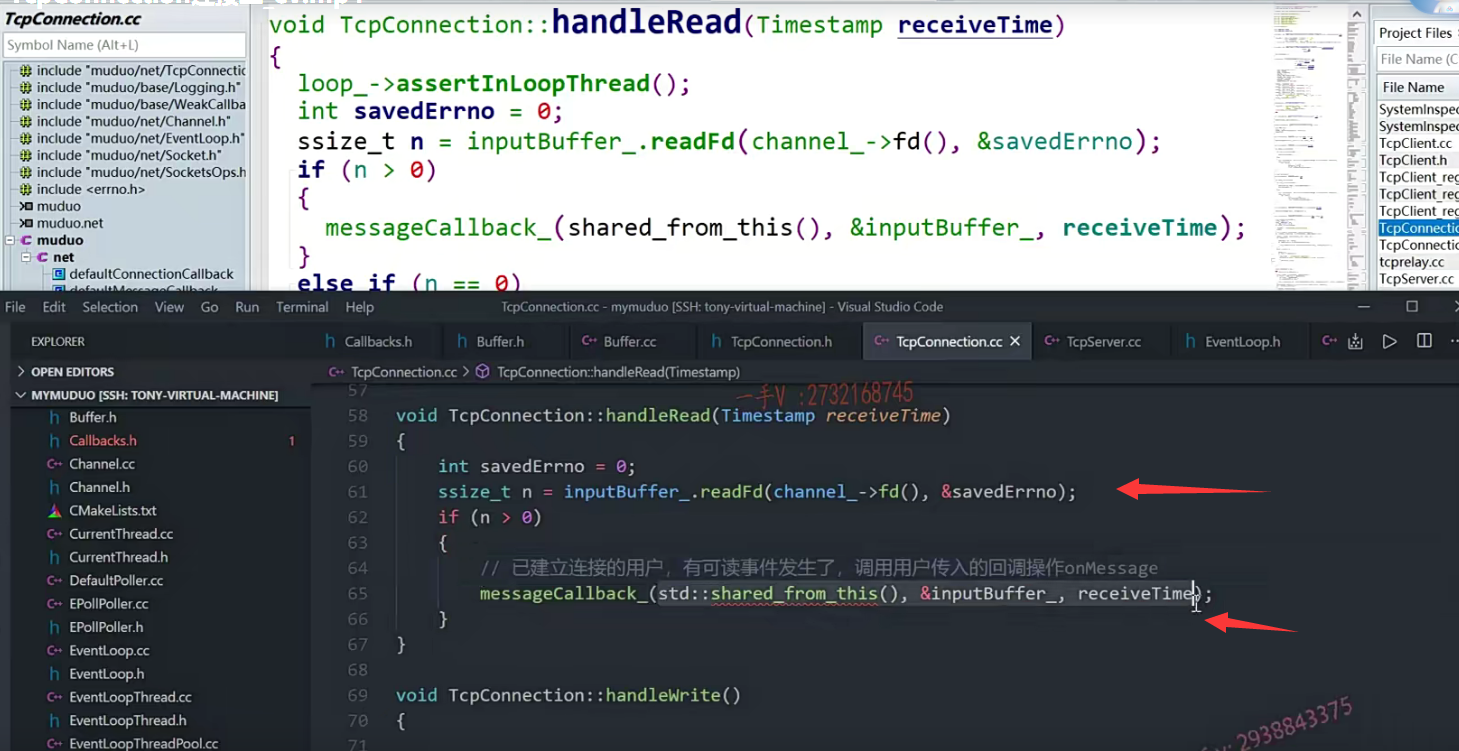 TcpConnection.cc
Symbol Name (Alt+L)
include "muduo/net/TcpConnectic
include "muduo/base/Logging.h"
include "muduo/base/WeakCallba
include "muduo/net/Channel.h"
include "muduo/net/EventLoop.h"
include "muduo/net/Socket.h"
include "muduo/net/SocketsOps.h
include <errno.h>
muduo
muduo.net
muduo
net
defaultConnectionCallback
defaultMessageCallback
void TcpConnection::handleRead(Timestamp receiveTime)
{
loop_->assertInLoopThread();
int savedErrno = 0;
ssize_t n = inputBuffer_.readFd(channel_->fd(), &savedErrno);
if (n > 0)
{
messageCallback_(shared_from_this(), &inputBuffer_, receiveTime);
}
else if (n == 0)
Project Files
File Name (C
File Name
SystemInspec
SystemInspec
TcpClient.cc
TcpClient.h
TcpClient_reg
TcpClient_reg
TcpClient_reg
TcpConnectio
TcpConnectio
tcprelay.cc
TcpServer.cc
File Edit Selection View Go Run Terminal Help
TcpConnection.cc - mymuduo [SSH: tony-virtual-machine] - Visual Studio Code
EXPLORER
OPEN EDITORS
MYMUDUO [SSH: TONY-VIRTUAL-MACHINE]
Buffer.h
Callbacks.h 1
Channel.cc
Channel.h
CMakeLists.txt
CurrentThread.cc
CurrentThread.h
DefaultPoller.cc
EPollPoller.cc
EPollPoller.h
EventLoop.cc
EventLoop.h
EventLoopThread.cc
EventLoopThread.h
EventLoopThreadPool.cc
Callbacks.h Buffer.h Buffer.cc TcpConnection.h TcpConnection.cc TcpServer.cc EventLoop.h
TcpConnection.cc > TcpConnection::handleRead(Timestamp)
一手V :2732168745
57
58 void TcpConnection::handleRead(Timestamp receiveTime)
59 {
60 int savedErrno = 0;
61 ssize_t n = inputBuffer_.readFd(channel_->fd(), &savedErrno);
62 if (n > 0)
63 {
64 // 已建立连接的用户，有可读事件发生了，调用用户传入的回调操作onMessage
65 messageCallback_(std::shared_from_this(), &inputBuffer_, receiveTime);
66 }
67 }
68
69 void TcpConnection::handleWrite()
70 {
71
2938843375